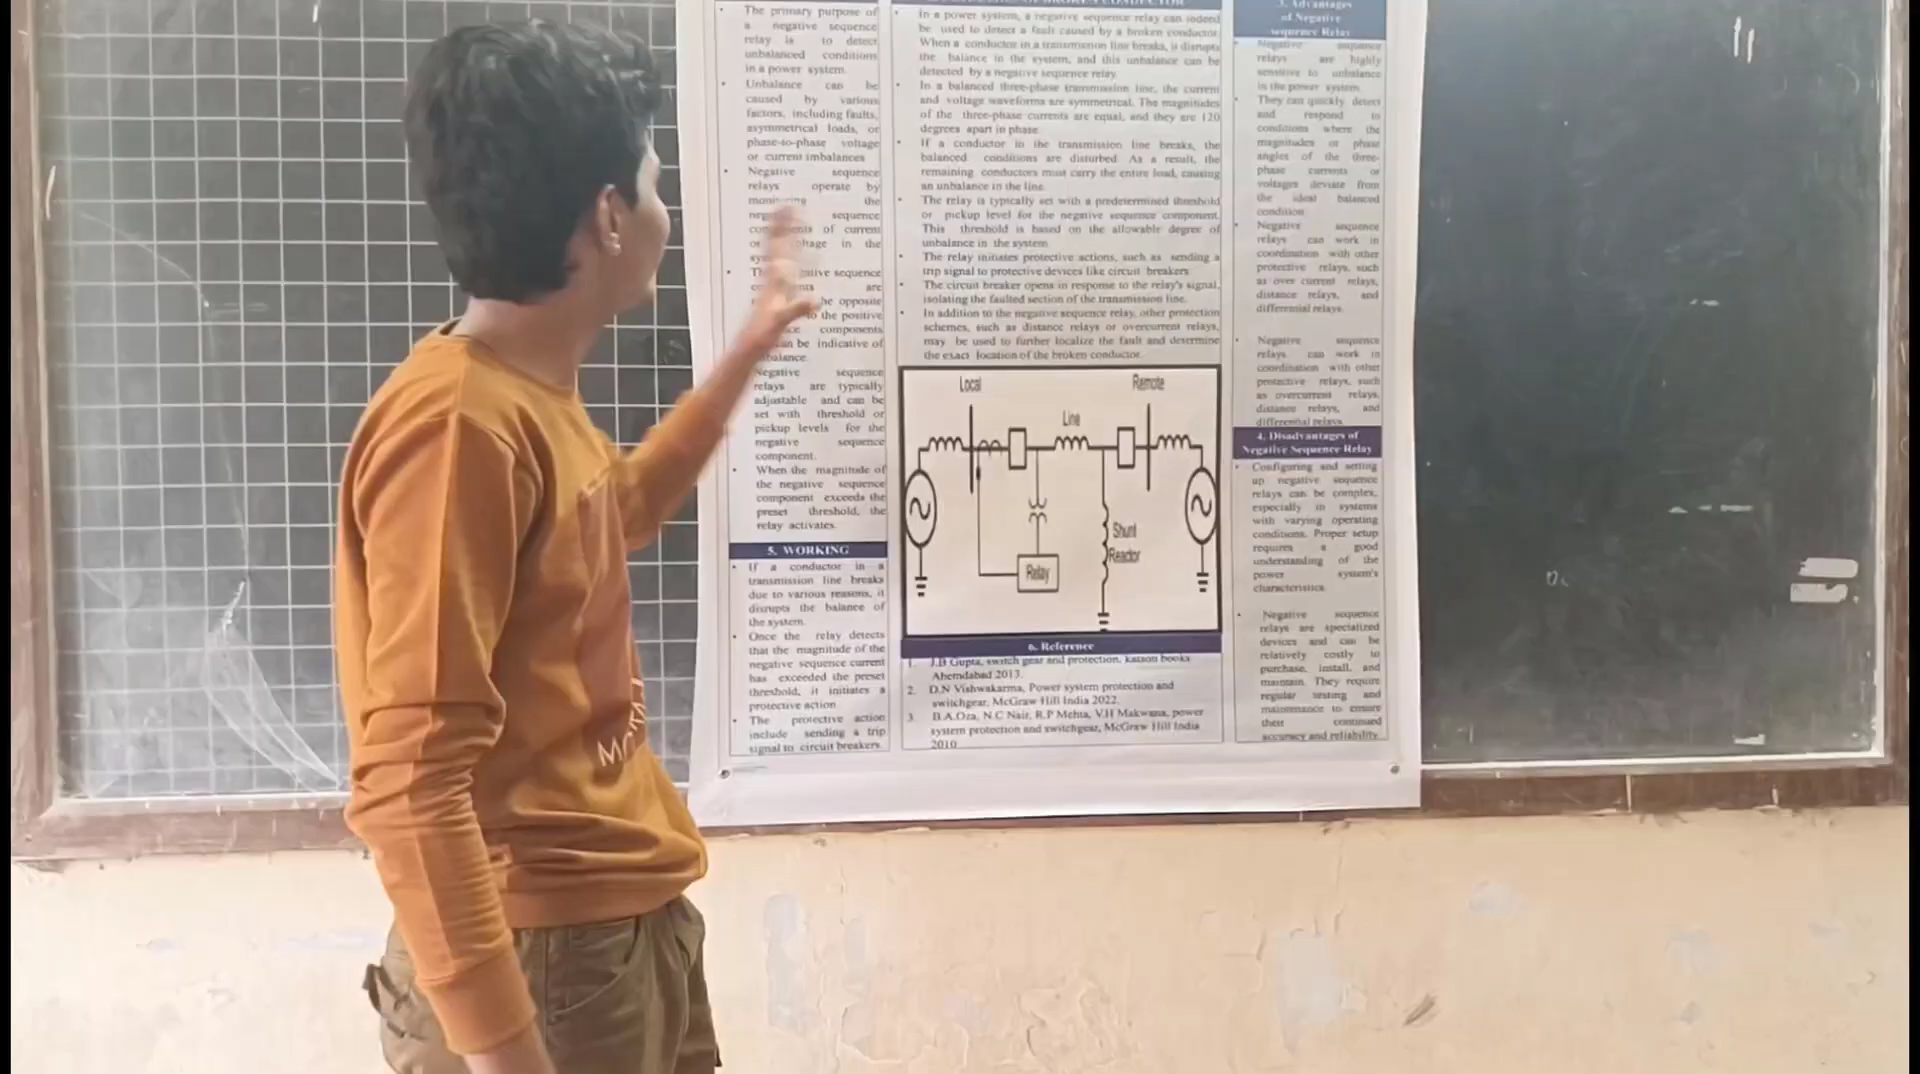 The primary purpose of
a negative sequence
relay is to detect
unbalanced conditions
in a power system.
Unbalance can be
caused by various
factors, including faults,
asymmetrical loads, or
phase-to-phase voltage
or current imbalances
Negative sequence
relays operate by
monitoring the
sequence
of current
in the
sequence
are
opposite
to the positive
components
can be indicative of
Negative sequence
relays are typically
adjustable and can be
set with threshold or
pickup levels for the
negative sequence
component.
When the magnitude of
the negative sequence
component exceeds the
preset threshold, the
relay activates.
5. WORKING
If a conductor in a
transmission line breaks
due to various reasons, it
disrupts the balance of
the system.
Once the relay detects
that the magnitude of the
negative sequence current
has exceeded the preset
threshold, it initiates a
protective action.
The protective action
include sending a trip
signal to circuit breakers.
In a power system, a negative sequence relay can indeed
be used to detect a fault caused by a broken conductor.
When a conductor in a transmission line breaks, it disrupts
the balance in the system, and this unbalance can be
detected by a negative sequence relay.
In a balanced three-phase transmission line, the current
and voltage waveforms are symmetrical. The magnitudes
of the three-phase currents are equal, and they are 120
degrees apart in phase.
If a conductor in the transmission line breaks, the
balanced conditions are disturbed. As a result, the
remaining conductors must carry the entire load, causing
an unbalance in the line.
The relay is typically set with a predetermined threshold
or pickup level for the negative sequence component.
This threshold is based on the allowable degree of
unbalance in the system.
The relay initiates protective actions, such as sending a
trip signal to protective devices like circuit breakers.
The circuit breaker opens in response to the relay's signal,
isolating the faulted section of the transmission line.
In addition to the negative sequence relay, other protection
schemes, such as distance relays or overcurrent relays,
may be used to further localize the fault and determine
the exact location of the broken conductor.
Local
Line
Remote
Shunt
Reactor
Relay
6. Reference
1. J.B Gupta, switch gear and protection, katson books
Ahemdabad 2013.
2. D.N Vishwakarma, Power system protection and
switchgear, McGraw Hill India 2022.
3. B.A.Oza, N.C Nair, R.P Mehta, V.H Makwana, power
system protection and switchgear, McGraw Hill India
2010
3. Advantages
of Negative
sequence Relay
Negative sequence
relays are highly
sensitive to unbalance
in the power system.
They can quickly detect
and respond to
conditions where the
magnitudes or phase
angles of the three-
phase currents or
voltages deviate from
the ideal balanced
condition.
Negative sequence
relays can work in
coordination with other
protective relays, such
as over current relays,
distance relays, and
differential relays.
Negative sequence
relays can work in
coordination with other
protective relays, such
as overcurrent relays,
distance relays, and
differential relays.
4. Disadvantages of
Negative Sequence Relay
Configuring and setting
up negative sequence
relays can be complex,
especially in systems
with varying operating
conditions. Proper setup
requires a good
understanding of the
power system's
characteristics.
Negative sequence
relays are specialized
devices and can be
relatively costly to
purchase, install, and
maintain. They require
regular testing and
maintenance to ensure
their continued
accuracy and reliability.